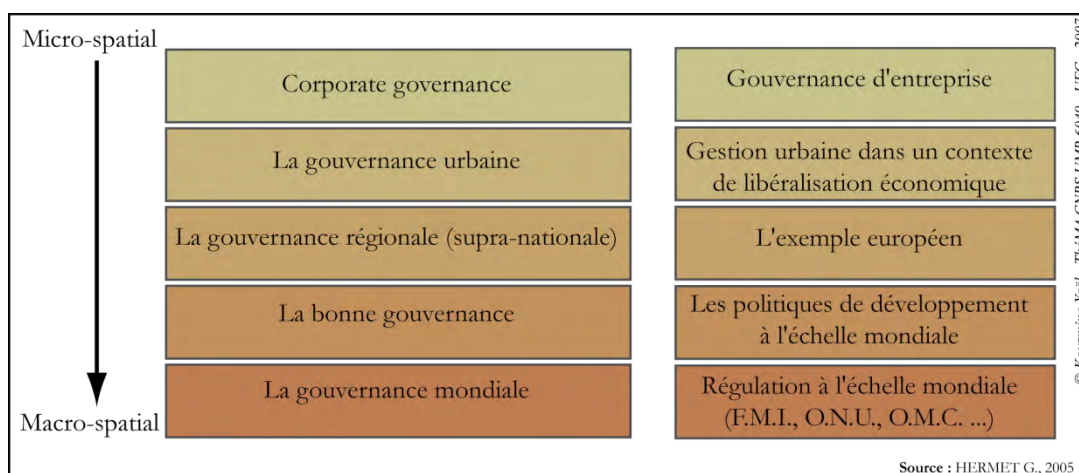 Micro-spatial
Corporate governance
Gouvernance d'entreprise
La gouvernance urbaine
Gestion urbaine dans un contexte
de libéralisation économique
La gouvernance régionale (supra-nationale)
L'exemple européen
La bonne gouvernance
Les politiques de développement
à l'échelle mondiale
La gouvernance mondiale
Régulation à l'échelle mondiale
(F.M.I., O.N.U., O.M.C. ...)
Macro-spatial
Source : HERMET G., 2005